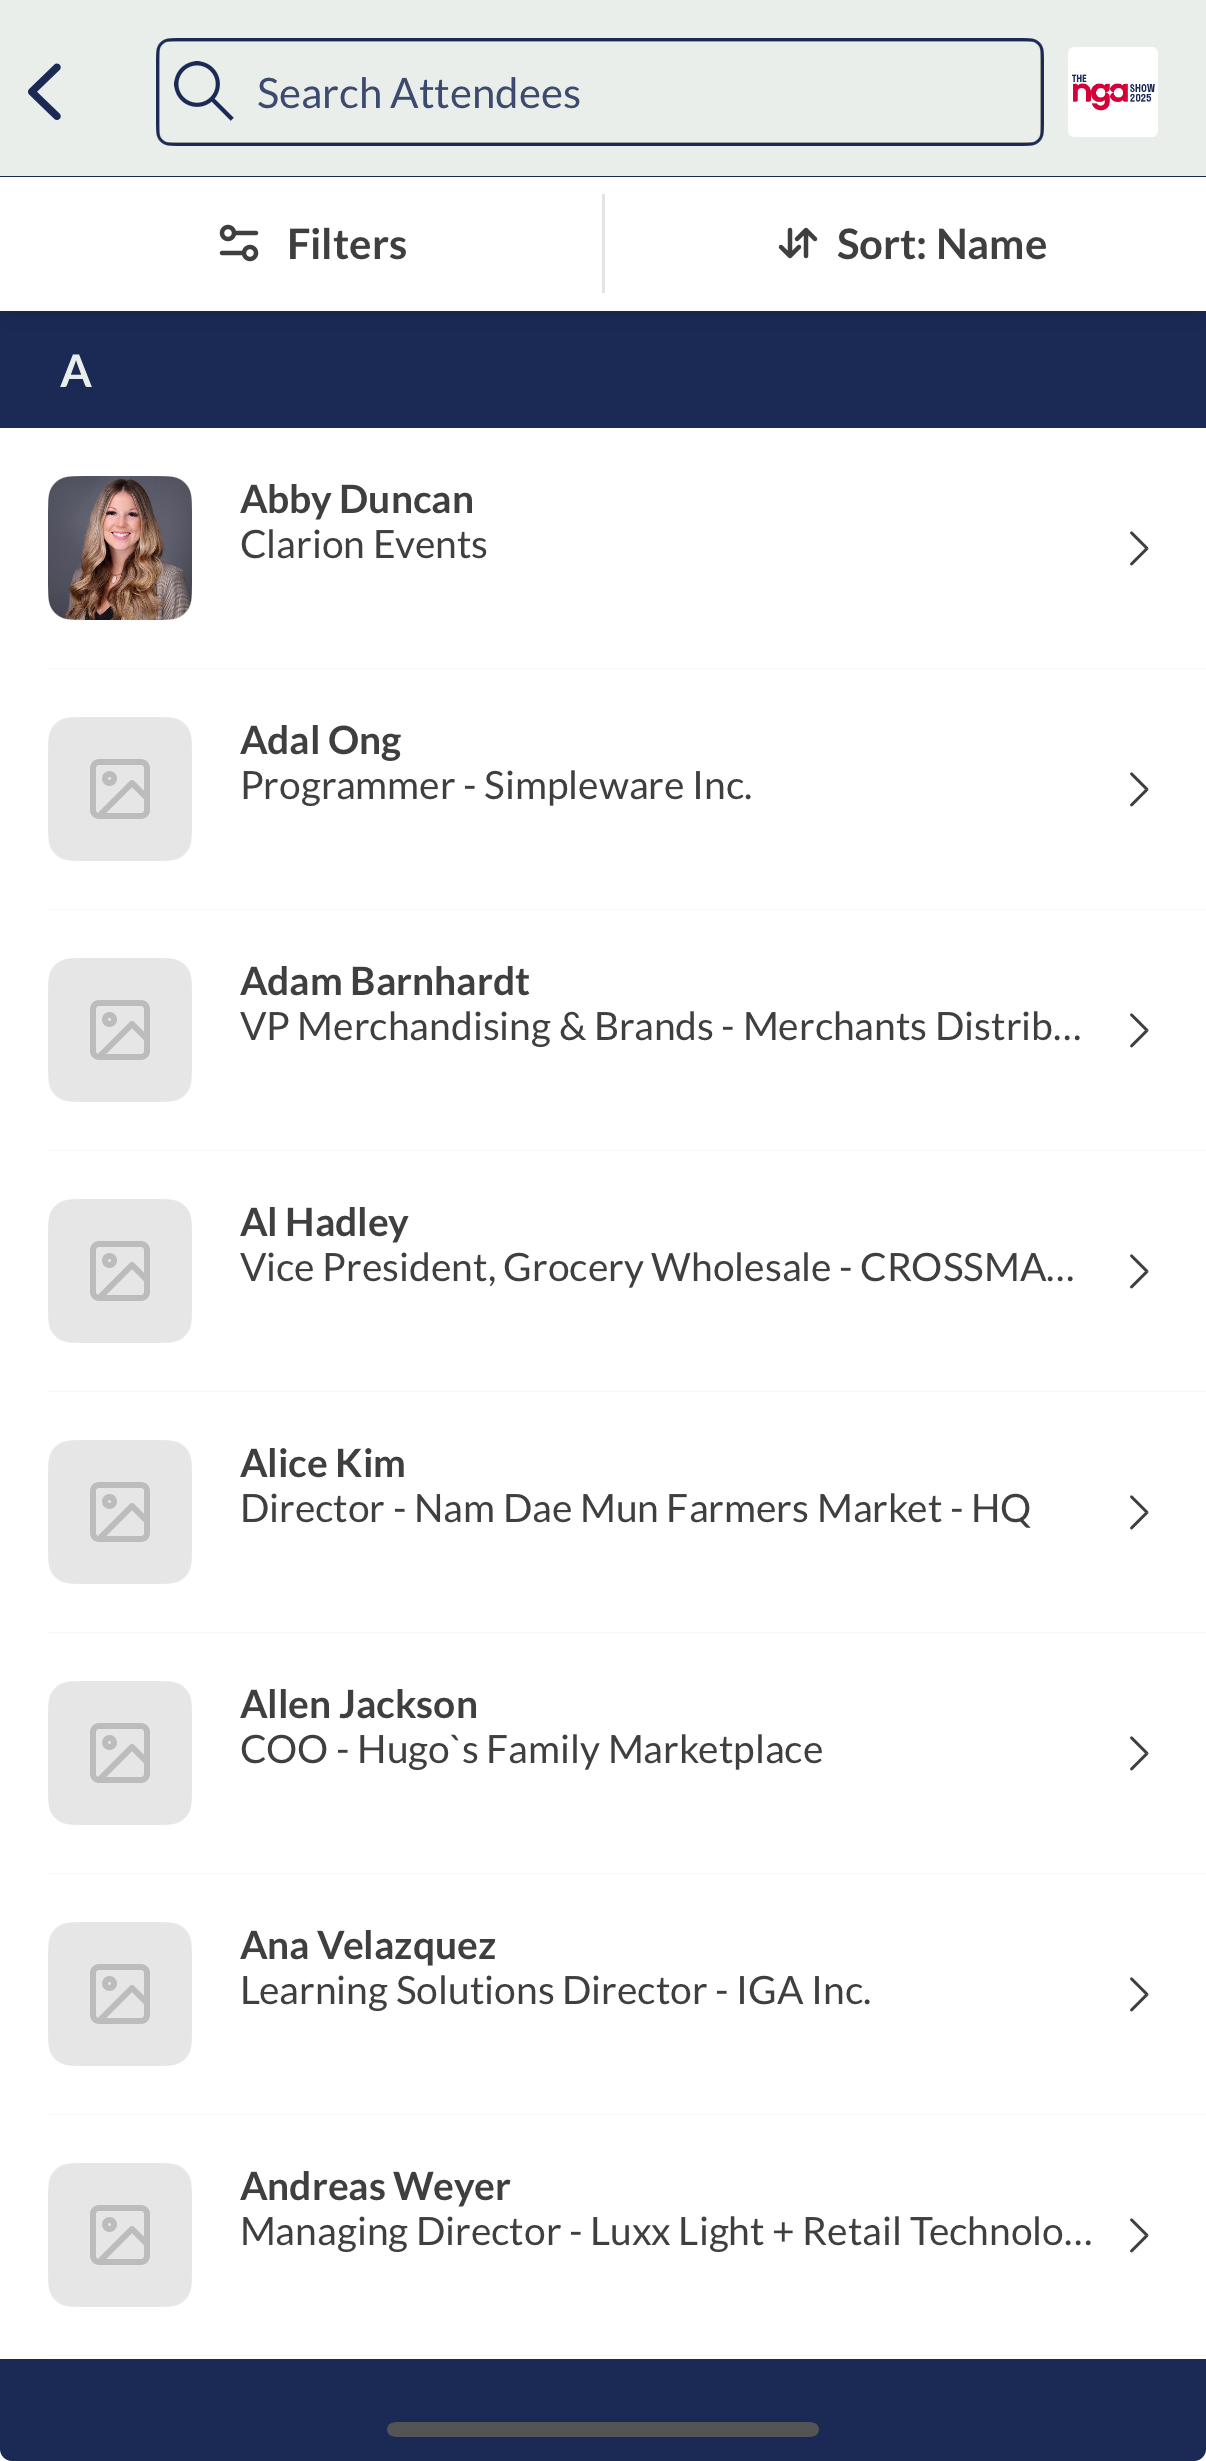 Search Attendees
THE
nga SHOW
2025
Filters
Sort: Name
A
Abby Duncan
Clarion Events
Adal Ong
Programmer - Simpleware Inc.
Adam Barnhardt
VP Merchandising & Brands - Merchants Distrib...
Al Hadley
Vice President, Grocery Wholesale - CROSSMA...
Alice Kim
Director - Nam Dae Mun Farmers Market - HQ
Allen Jackson
COO - Hugo`s Family Marketplace
Ana Velazquez
Learning Solutions Director - IGA Inc.
Andreas Weyer
Managing Director - Luxx Light + Retail Technolo...